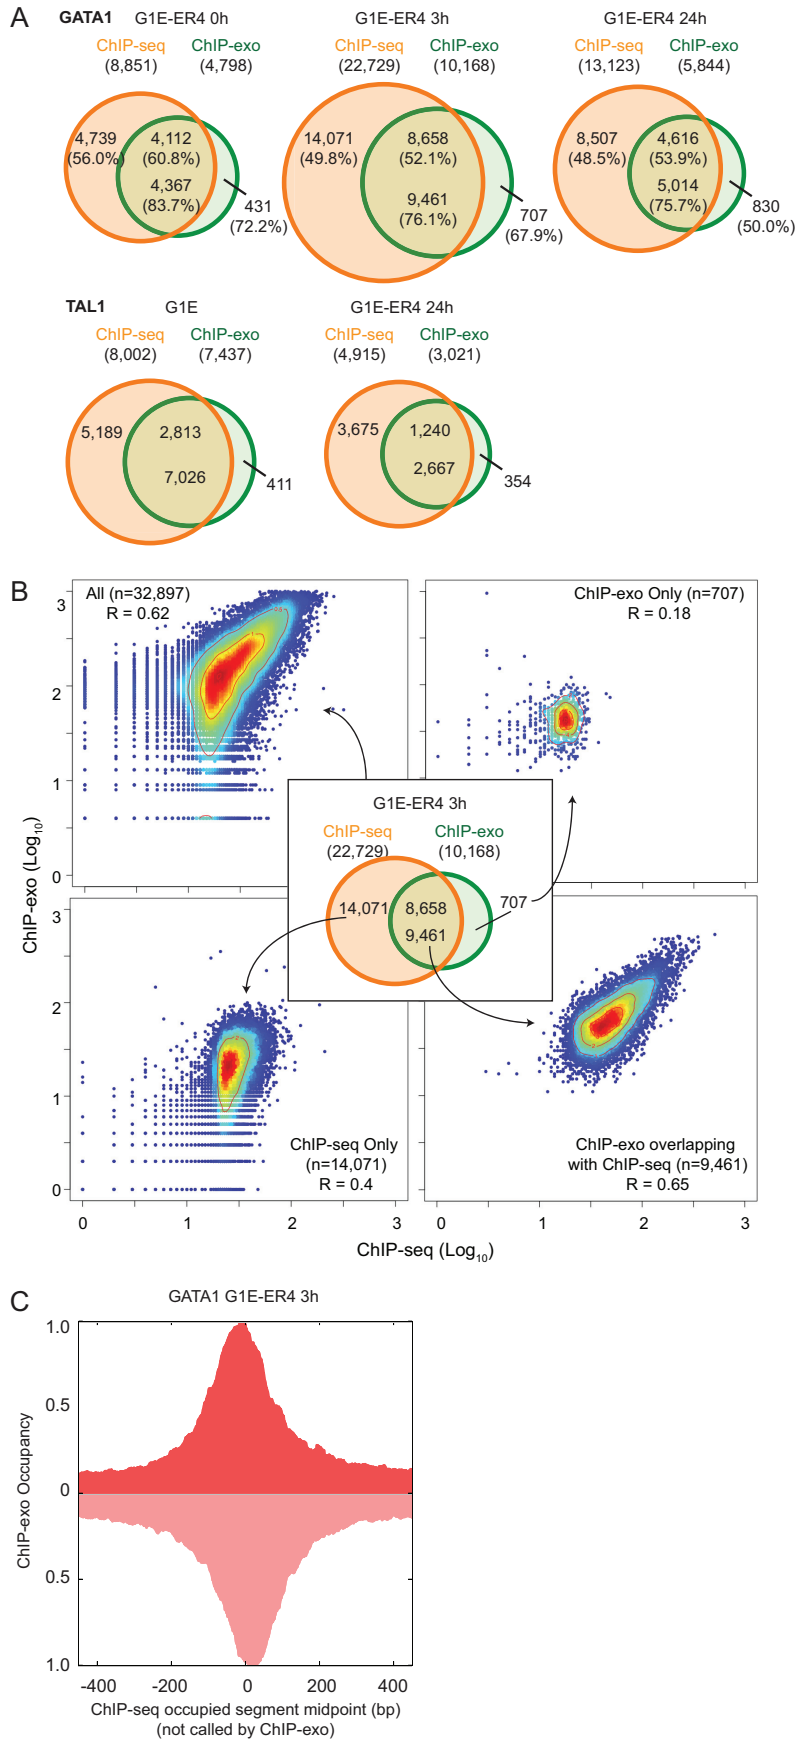 A
GATA1 G1E-ER4 0h G1E-ER4 3h G1E-ER4 24h
ChIP-seq ChIP-exo ChIP-seq ChIP-exo ChIP-seq ChIP-exo
(8,851) (4,798) (22,729) (10,168) (13,123) (5,844)
4,739 4,112 14,071 8,658 8,507 4,616
(56.0%) (60.8%) (49.8%) (52.1%) (48.5%) (53.9%)
4,367 9,461 5,014
(83.7%) (76.1%) (75.7%)
431 707 830
(72.2%) (67.9%) (50.0%)
TAL1 G1E G1E-ER4 24h
ChIP-seq ChIP-exo ChIP-seq ChIP-exo
(8,002) (7,437) (4,915) (3,021)
5,189 2,813 3,675 1,240
7,026 411 2,667 354
B
3
2
1
0
All (n=32,897)
R = 0.62
ChIP-exo Only (n=707)
R = 0.18
G1E-ER4 3h
ChIP-seq ChIP-exo
(22,729) (10,168)
14,071 8,658 707
9,461
ChIP-exo (Log10)
3
2
1
0
ChIP-seq Only
(n=14,071)
R = 0.4
ChIP-exo overlapping
with ChIP-seq (n=9,461)
R = 0.65
0 1 2 3 0 1 2 3
ChIP-seq (Log10)
C
GATA1 G1E-ER4 3h
1.0
0.5
0
0.5
1.0
ChIP-exo Occupancy
-400 -200 0 200 400
ChIP-seq occupied segment midpoint (bp)
(not called by ChIP-exo)